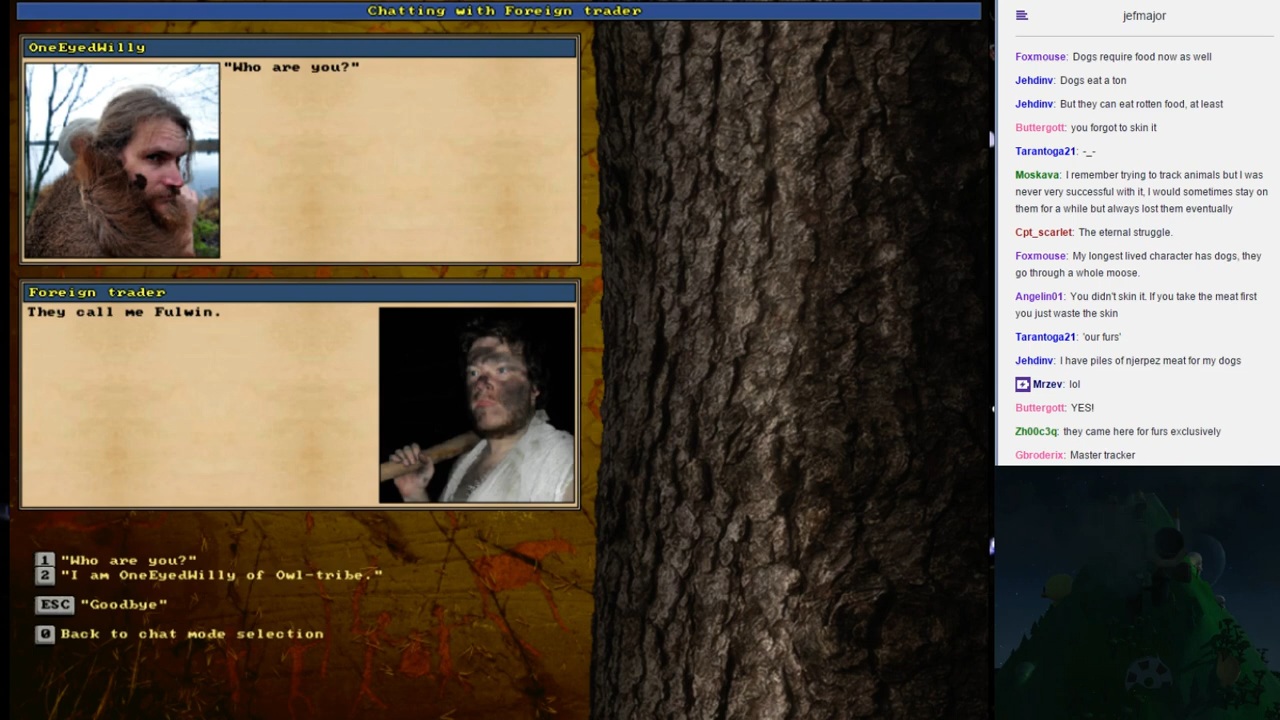 Chatting with Foreign trader
OneEyedWilly
"Who are you?"
Foreign trader
They call me Fulwin.
1 "Who are you?"
2 "I am OneEyedWilly of Owl-tribe."
ESC "Goodbye"
0 Back to chat mode selection
jefmajor
Foxmouse: Dogs require food now as well
Jehdinv: Dogs eat a ton
Jehdinv: But they can eat rotten food, at least
Buttergott: you forgot to skin it
Tarantoga21: -_-
Moskava: I remember trying to track animals but I was
never very successful with it, I would sometimes stay on
them for a while but always lost them eventually
Cpt_scarlet: The eternal struggle.
Foxmouse: My longest lived character has dogs, they
go through a whole moose.
Angelin01: You didn't skin it. If you take the meat first
you just waste the skin
Tarantoga21: 'our furs'
Jehdinv: I have piles of njerpez meat for my dogs
Mrzev: lol
Buttergott: YES!
Zh00c3q: they came here for furs exclusively
Gbroderix: Master tracker